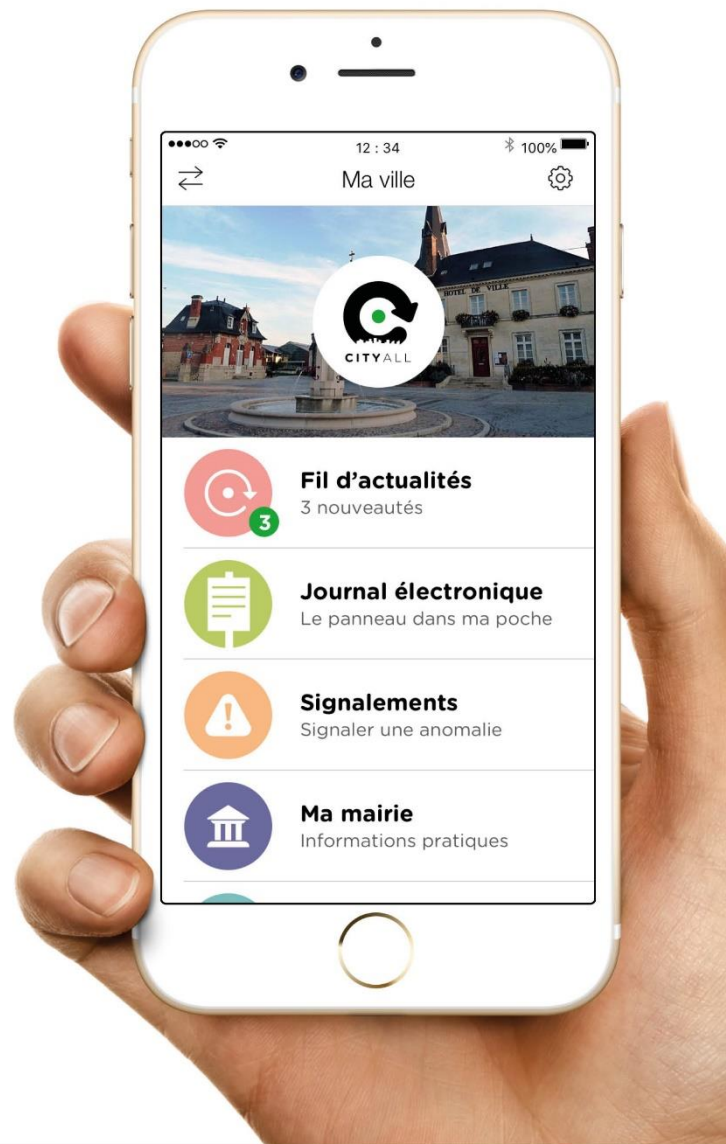 12 : 34
100%
Ma ville
HOTEL DE VILLE
CITYALL
Fil d’actualités
3 nouveautés
3
Journal électronique
Le panneau dans ma poche
Signalements
Signaler une anomalie
Ma mairie
Informations pratiques